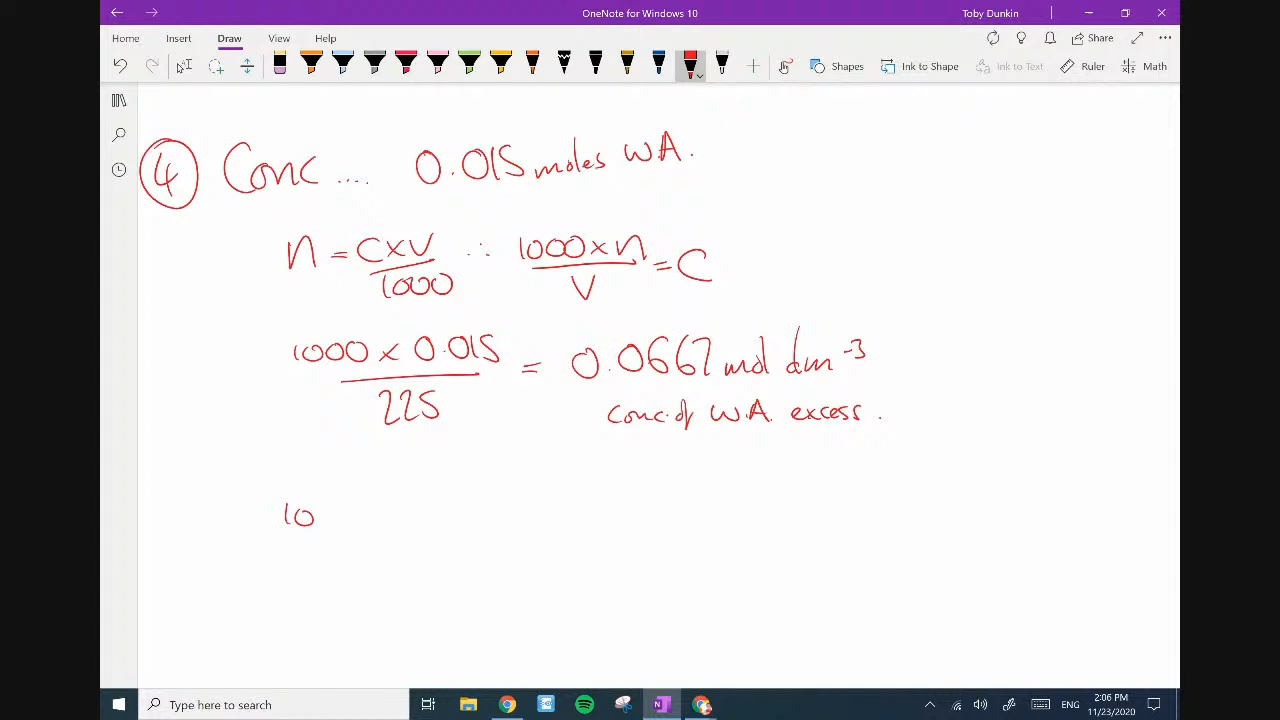 OneNote for Windows 10
Toby Dunkin
Home Insert Draw View Help
Share
Shapes Ink to Shape Ink to Text Ruler Math
④ Conc .... 0.015 moles W.A.
n = C×V/1000 ∴ 1000×n/V = C
1000 × 0.015/225 = 0.0667 mol dm⁻³
conc. of W.A. excess.
10
Type here to search
ENG
2:06 PM
11/23/2020